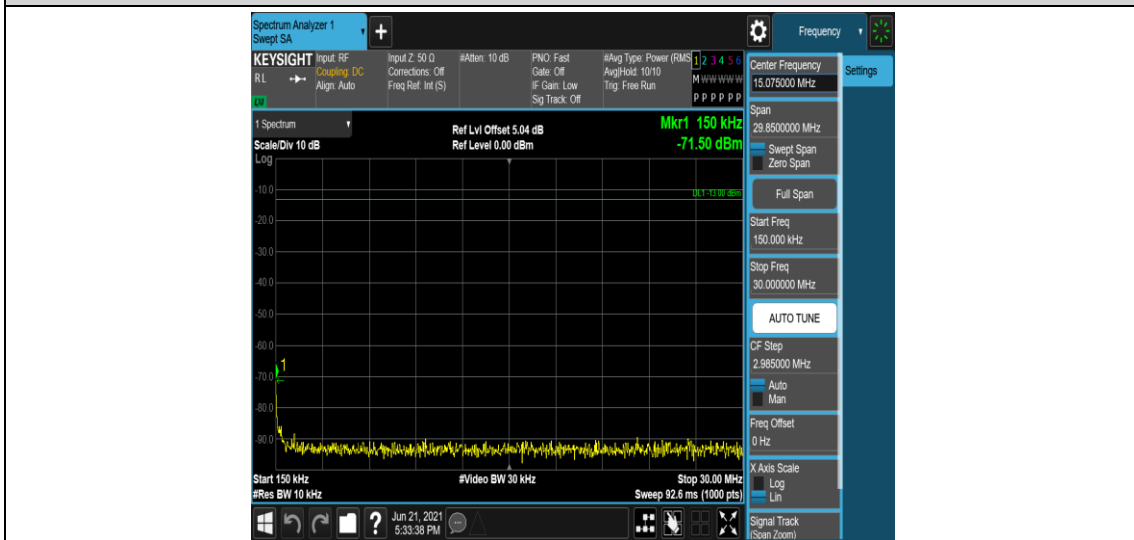 Spectrum Analyzer 1
Swept SA
+
Frequency
KEYSIGHT
RL
Input: RF
Coupling: DC
Align: Auto
Input Z: 50 Ω
Corrections: Off
Freq Ref: Int (S)
#Atten: 10 dB
PNO: Fast
Gate: Off
IF Gain: Low
Sig Track: Off
#Avg Type: Power (RMS
Avg|Hold: 10/10
Trig: Free Run
1 2 3 4 5 6
M W W W W W
P P P P P P
1 Spectrum
Scale/Div 10 dB
Log
Ref Lvl Offset 5.04 dB
Ref Level 0.00 dBm
Mkr1 150 kHz
-71.50 dBm
DL1 -13.00 dBm
-10.0
-20.0
-30.0
-40.0
-50.0
-60.0
-70.0
-80.0
-90.0
1
Start 150 kHz
#Res BW 10 kHz
#Video BW 30 kHz
Stop 30.00 MHz
Sweep 92.6 ms (1000 pts)
Center Frequency
15.075000 MHz
Settings
Span
29.8500000 MHz
Swept Span
Zero Span
Full Span
Start Freq
150.000 kHz
Stop Freq
30.000000 MHz
AUTO TUNE
CF Step
2.985000 MHz
Auto
Man
Freq Offset
0 Hz
X Axis Scale
Log
Lin
Signal Track
(Span Zoom)
?
Jun 21, 2021
5:33:38 PM